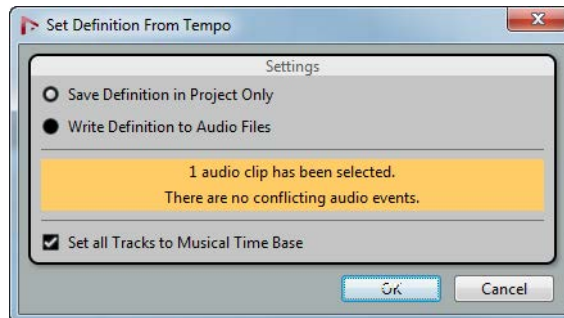 Set Definition From Tempo
Settings
Save Definition in Project Only
Write Definition to Audio Files
1 audio clip has been selected.
There are no conflicting audio events.
Set all Tracks to Musical Time Base
OK
Cancel